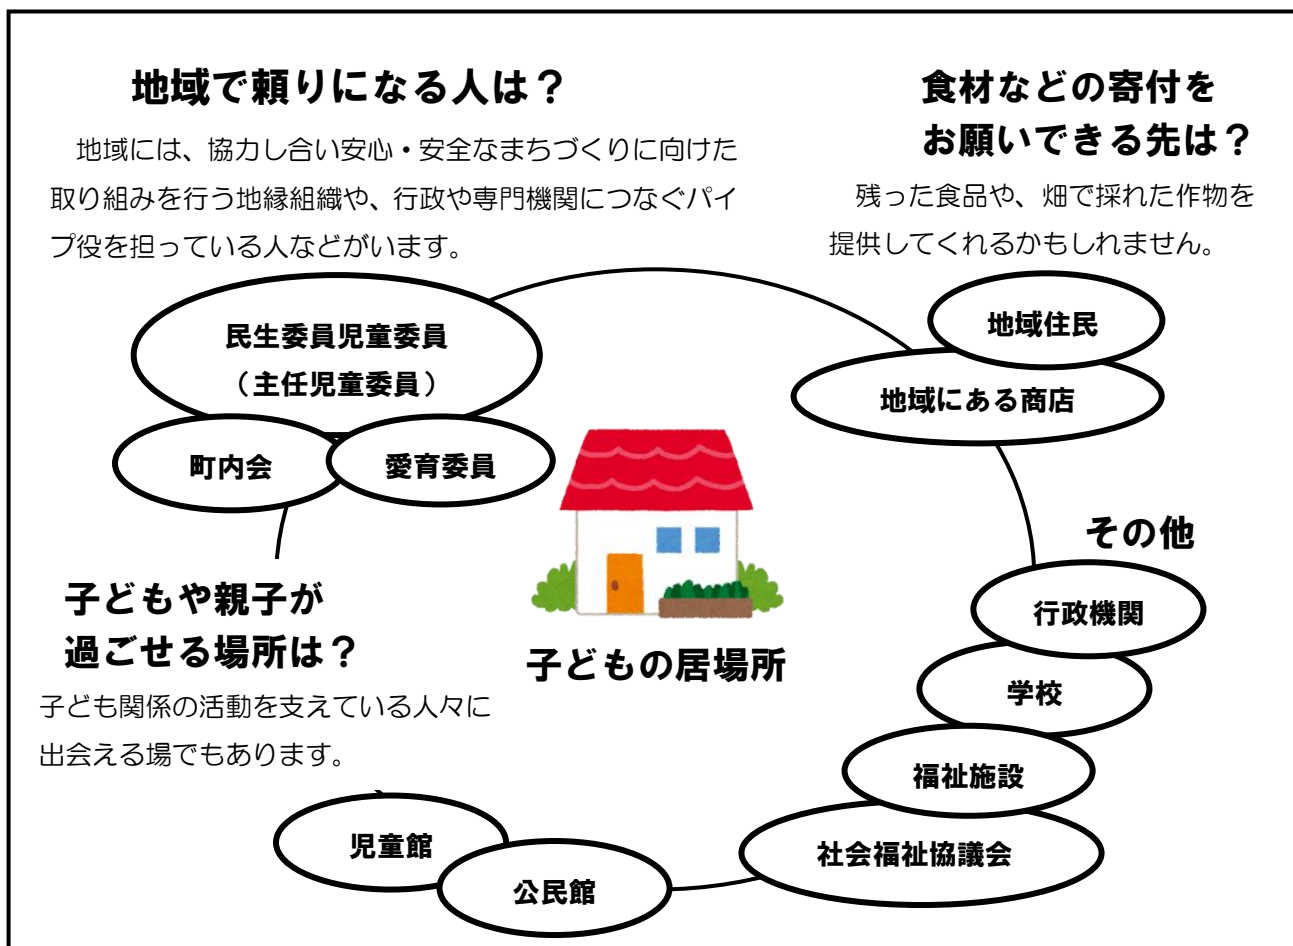 地域で頼りになる人は？
地域には、協力し合い安心・安全なまちづくりに向けた
取り組みを行う地縁組織や、行政や専門機関につなぐパイ
プ役を担っている人などがいます。
民生委員児童委員
（主任児童委員）
町内会
愛育委員
食材などの寄付を
お願いできる先は？
残った食品や、畑で採れた作物を
提供してくれるかもしれません。
地域住民
地域にある商店
子どもの居場所
その他
行政機関
学校
福祉施設
社会福祉協議会
子どもや親子が
過ごせる場所は？
子ども関係の活動を支えている人々に
出会える場でもあります。
児童館
公民館